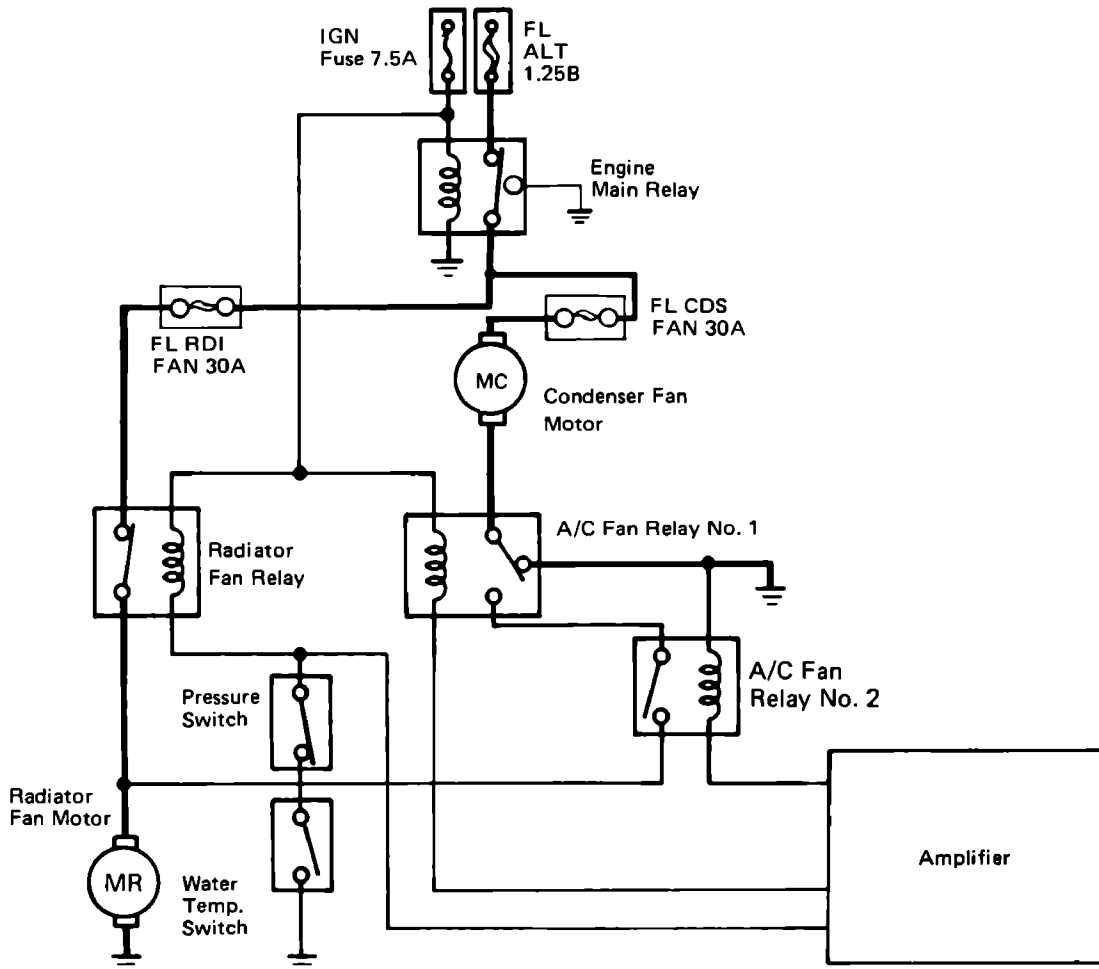 IGN
Fuse 7.5A
FL
ALT
1.25B
Engine
Main Relay
FL RDI
FAN 30A
FL CDS
FAN 30A
MC
Condenser Fan
Motor
Radiator
Fan Relay
A/C Fan Relay No. 1
Pressure
Switch
A/C Fan
Relay No. 2
Radiator
Fan Motor
MR
Water
Temp.
Switch
Amplifier